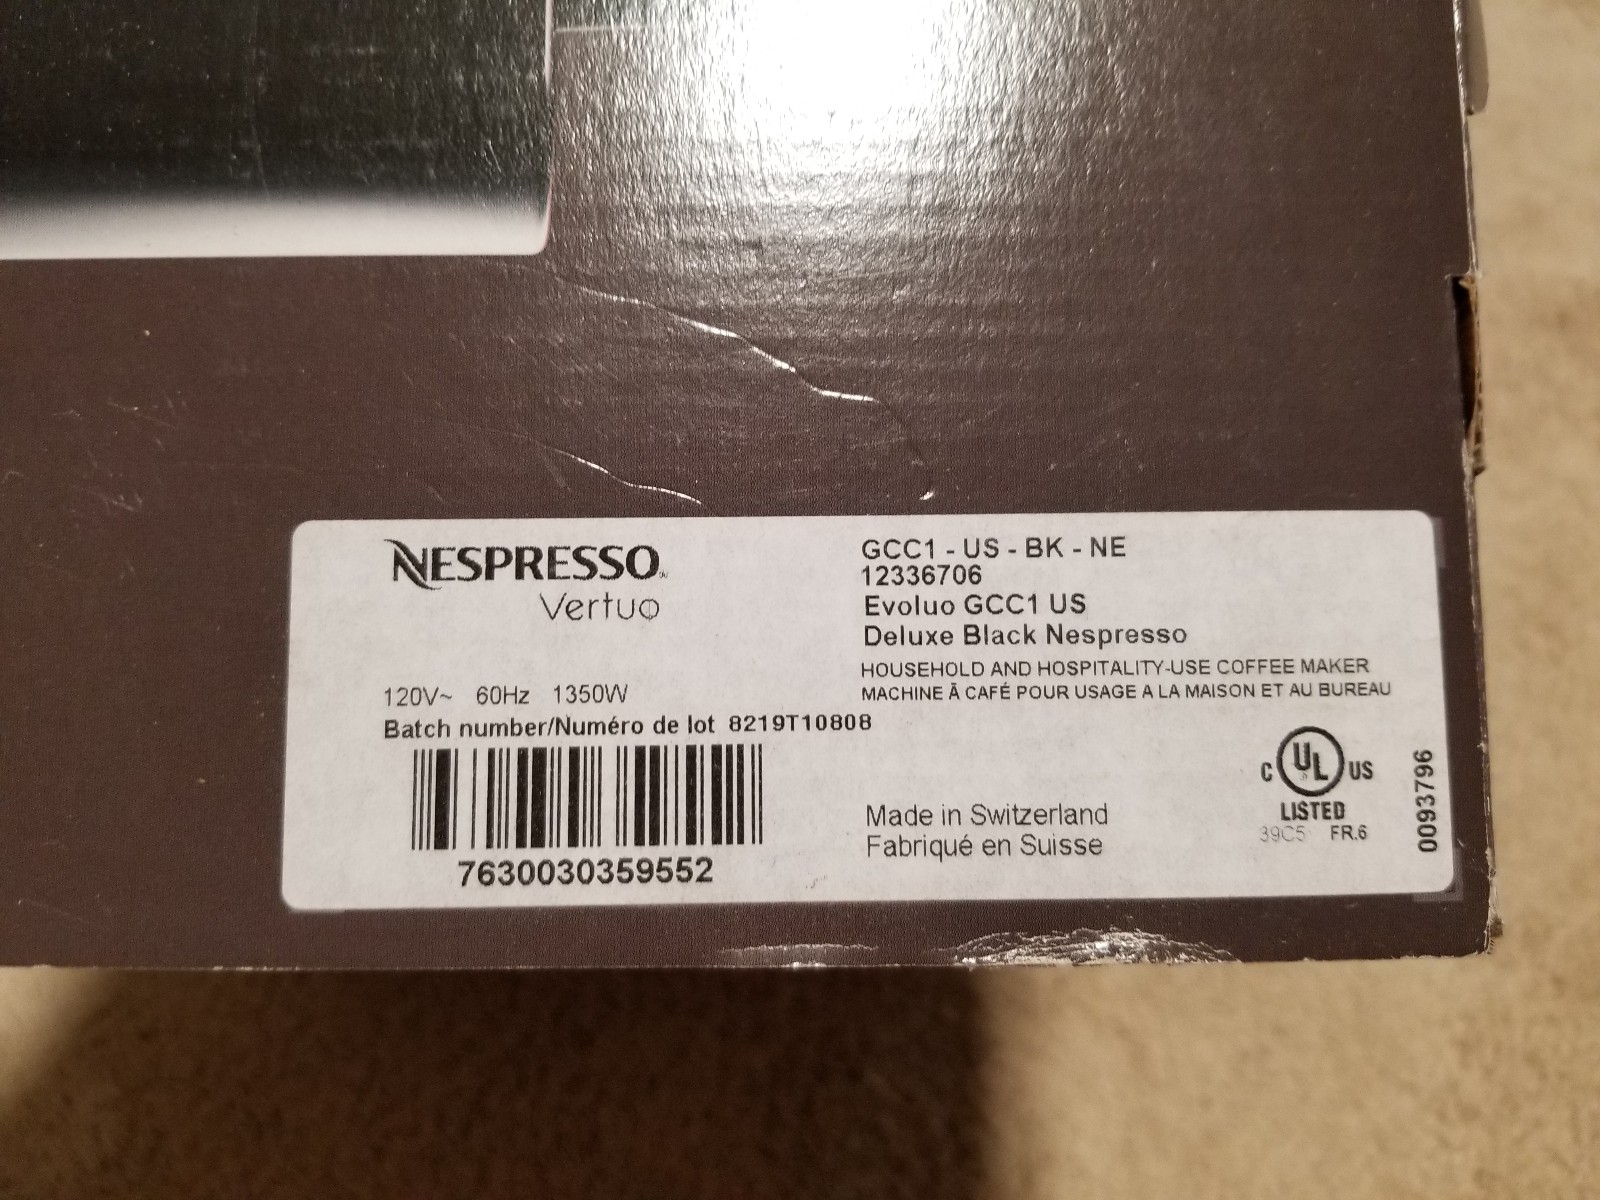 NESPRESSO
Vertuo
120V~ 60Hz 1350W
Batch number/Numéro de lot 8219T10808
7630030359552
GCC1 - US - BK - NE
12336706
Evoluo GCC1 US
Deluxe Black Nespresso
HOUSEHOLD AND HOSPITALITY-USE COFFEE MAKER
MACHINE Ā CAFÉ POUR USAGE A LA MAISON ET AU BUREAU
Made in Switzerland
Fabriqué en Suisse
C UL US
LISTED
39C5 FR.6
0093796